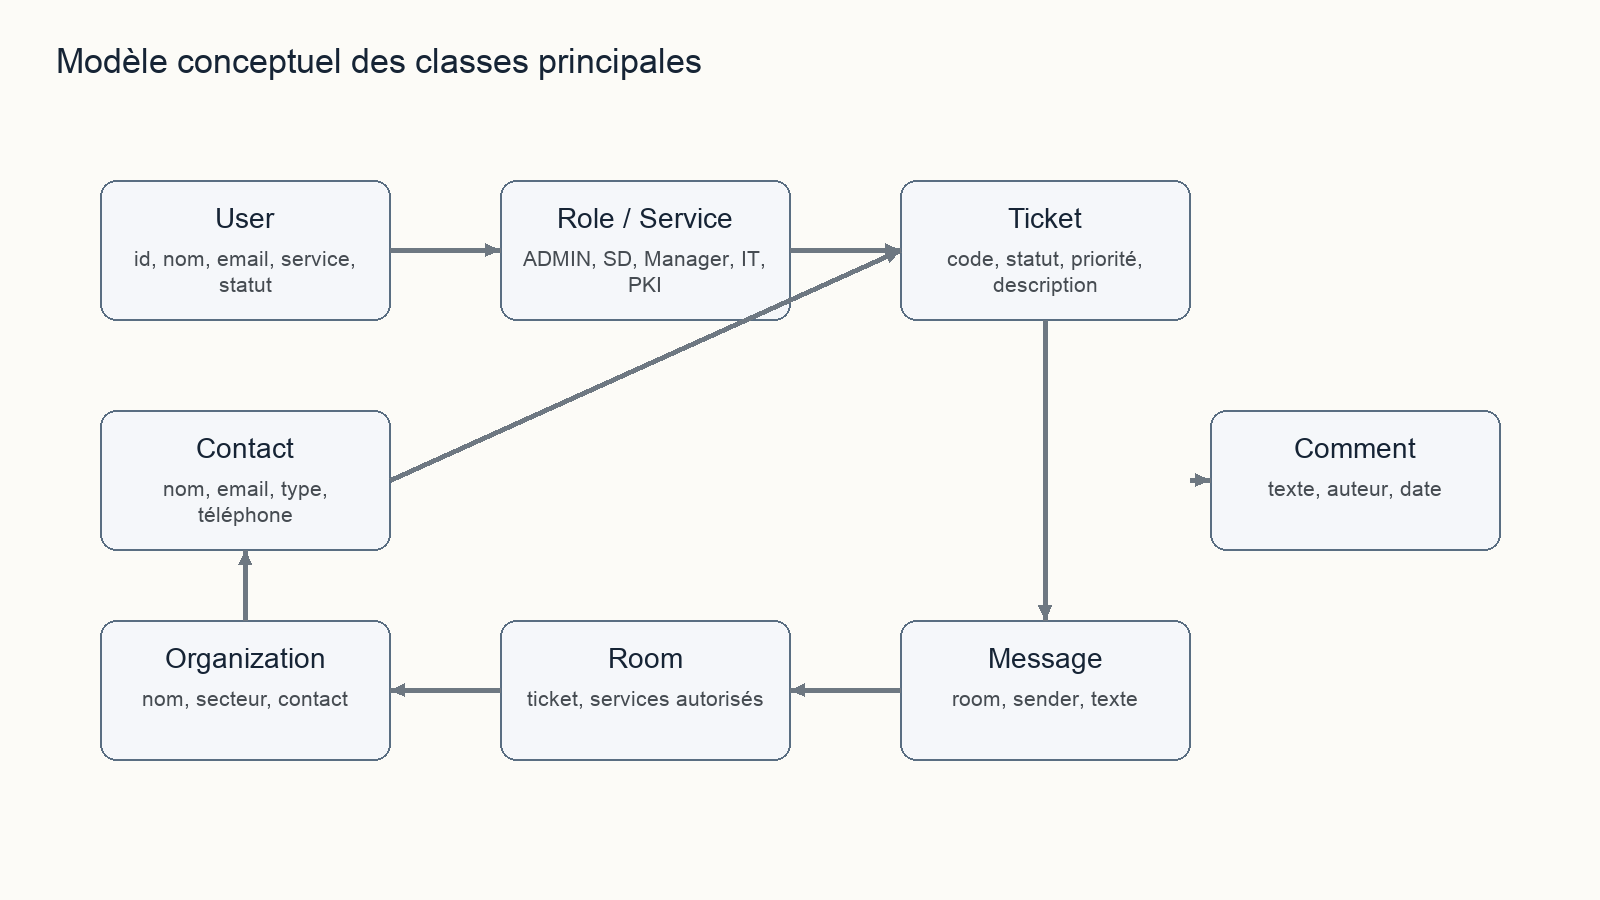 Modèle conceptuel des classes principales
User
id, nom, email, service,
statut
Role / Service
ADMIN, SD, Manager, IT,
PKI
Ticket
code, statut, priorité,
description
Contact
nom, email, type,
téléphone
Comment
texte, auteur, date
Organization
nom, secteur, contact
Room
ticket, services autorisés
Message
room, sender, texte